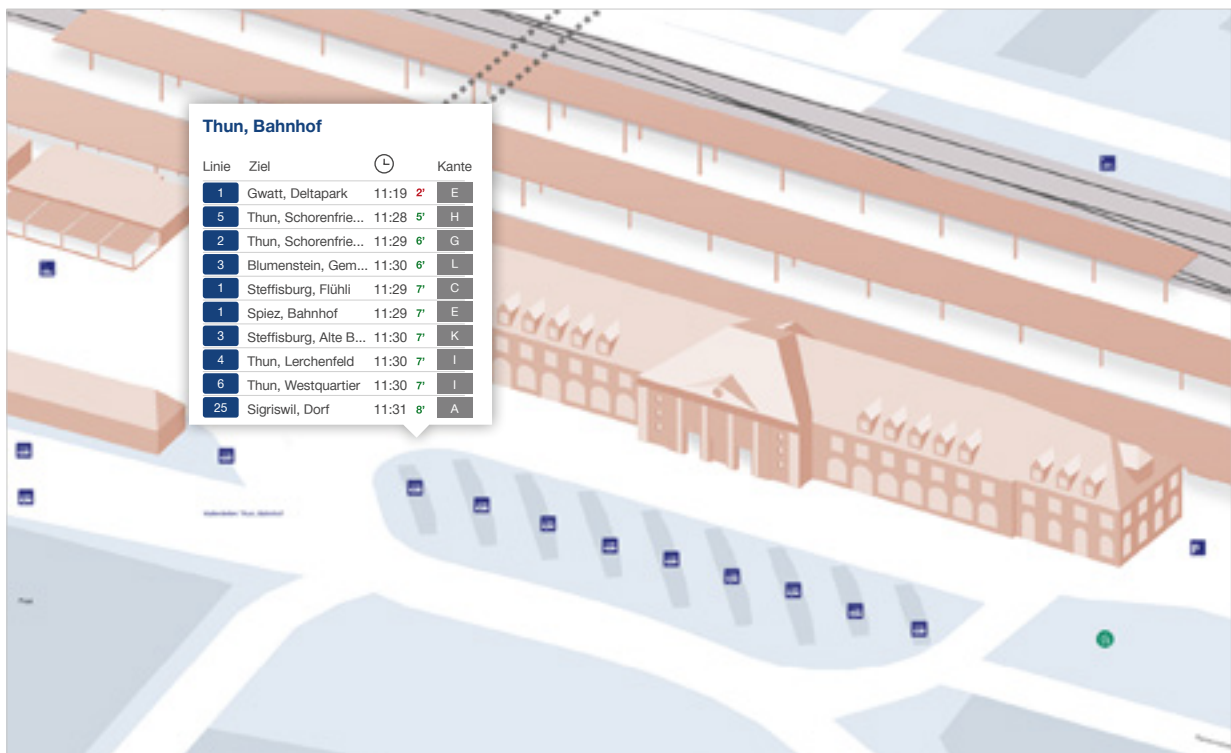 Thun, Bahnhof
Linie Ziel Kante
1 Gwatt, Deltapark 11:19 2' E
5 Thun, Schorenfrie... 11:28 5' H
2 Thun, Schorenfrie... 11:29 6' G
3 Blumenstein, Gem... 11:30 6' L
1 Steffisburg, Flühli 11:29 7' C
1 Spiez, Bahnhof 11:29 7' E
3 Steffisburg, Alte B... 11:30 7' K
4 Thun, Lerchenfeld 11:30 7' I
6 Thun, Westquartier 11:30 7' I
25 Sigriswil, Dorf 11:31 8' A
Thun, Bahnhof
P
Post